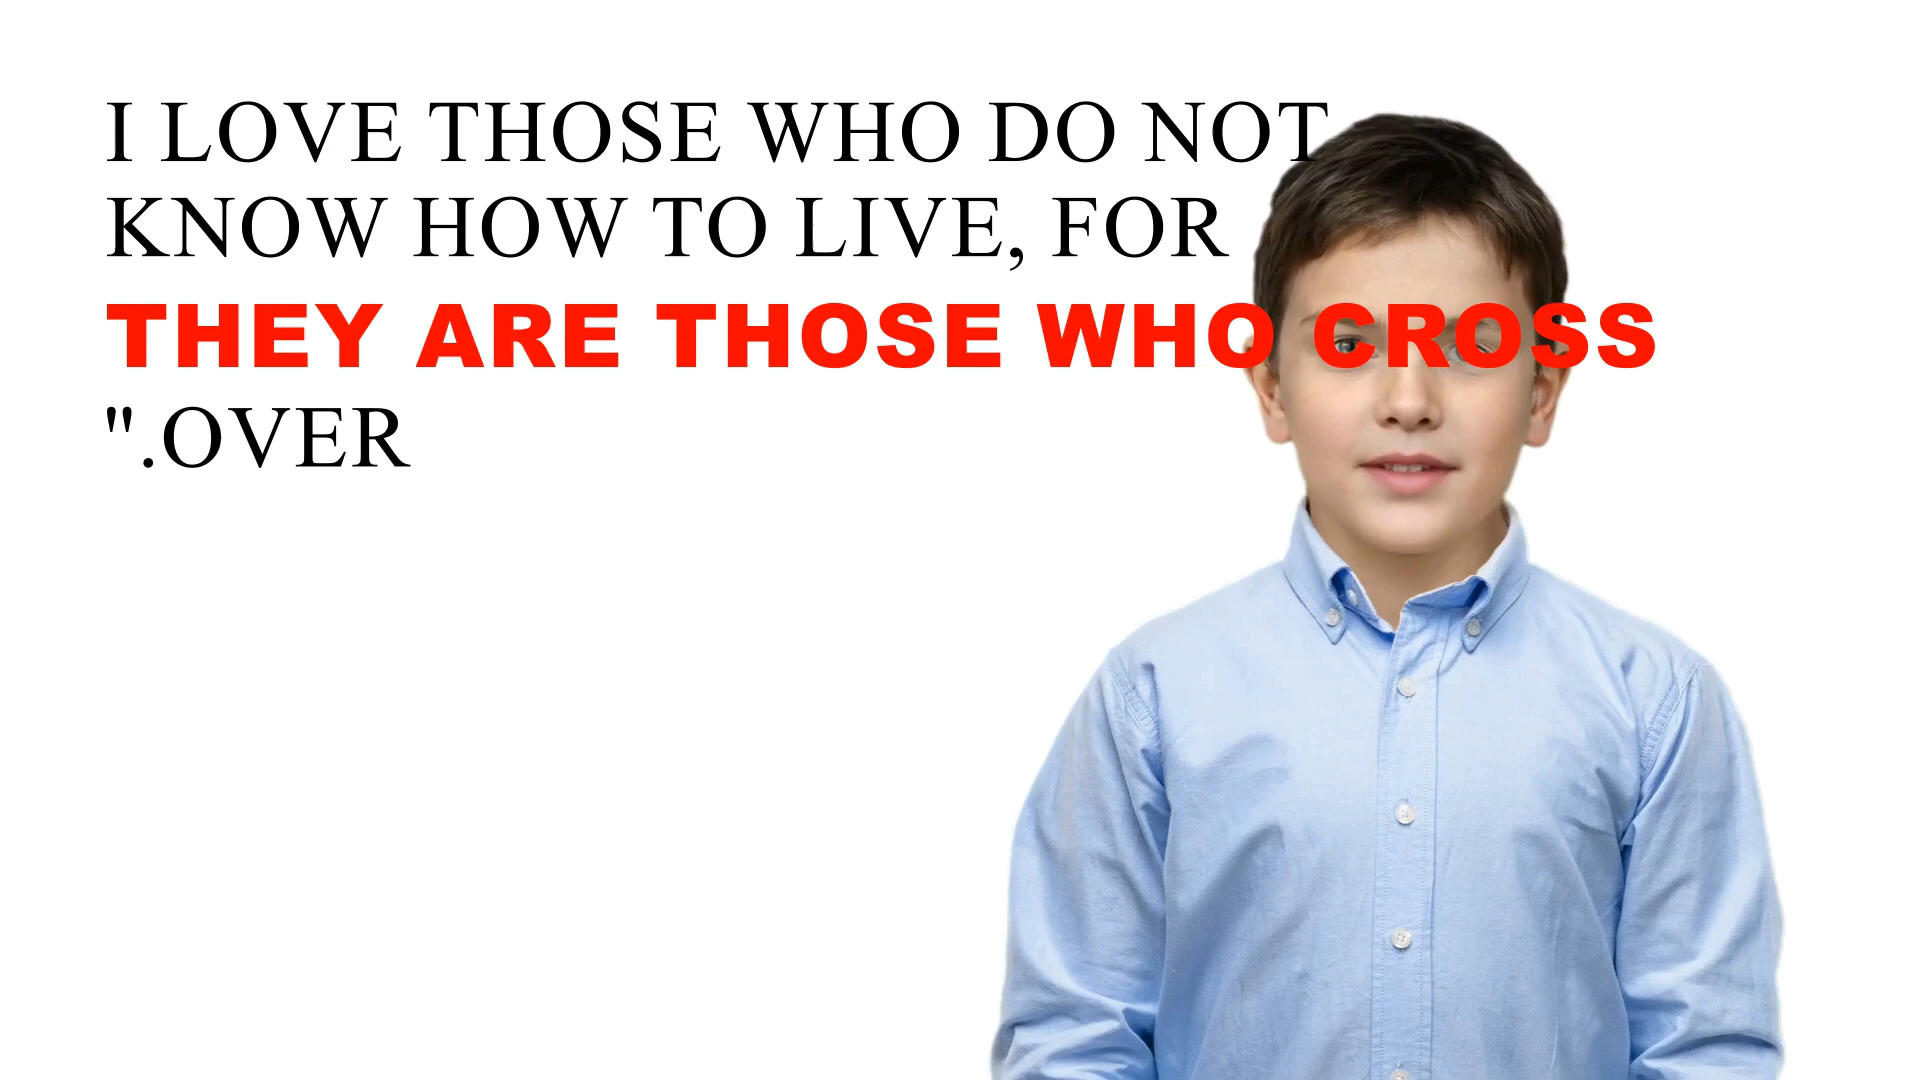 I LOVE THOSE WHO DO NOT
KNOW HOW TO LIVE, FOR
THEY ARE THOSE WHO CROSS
".OVER